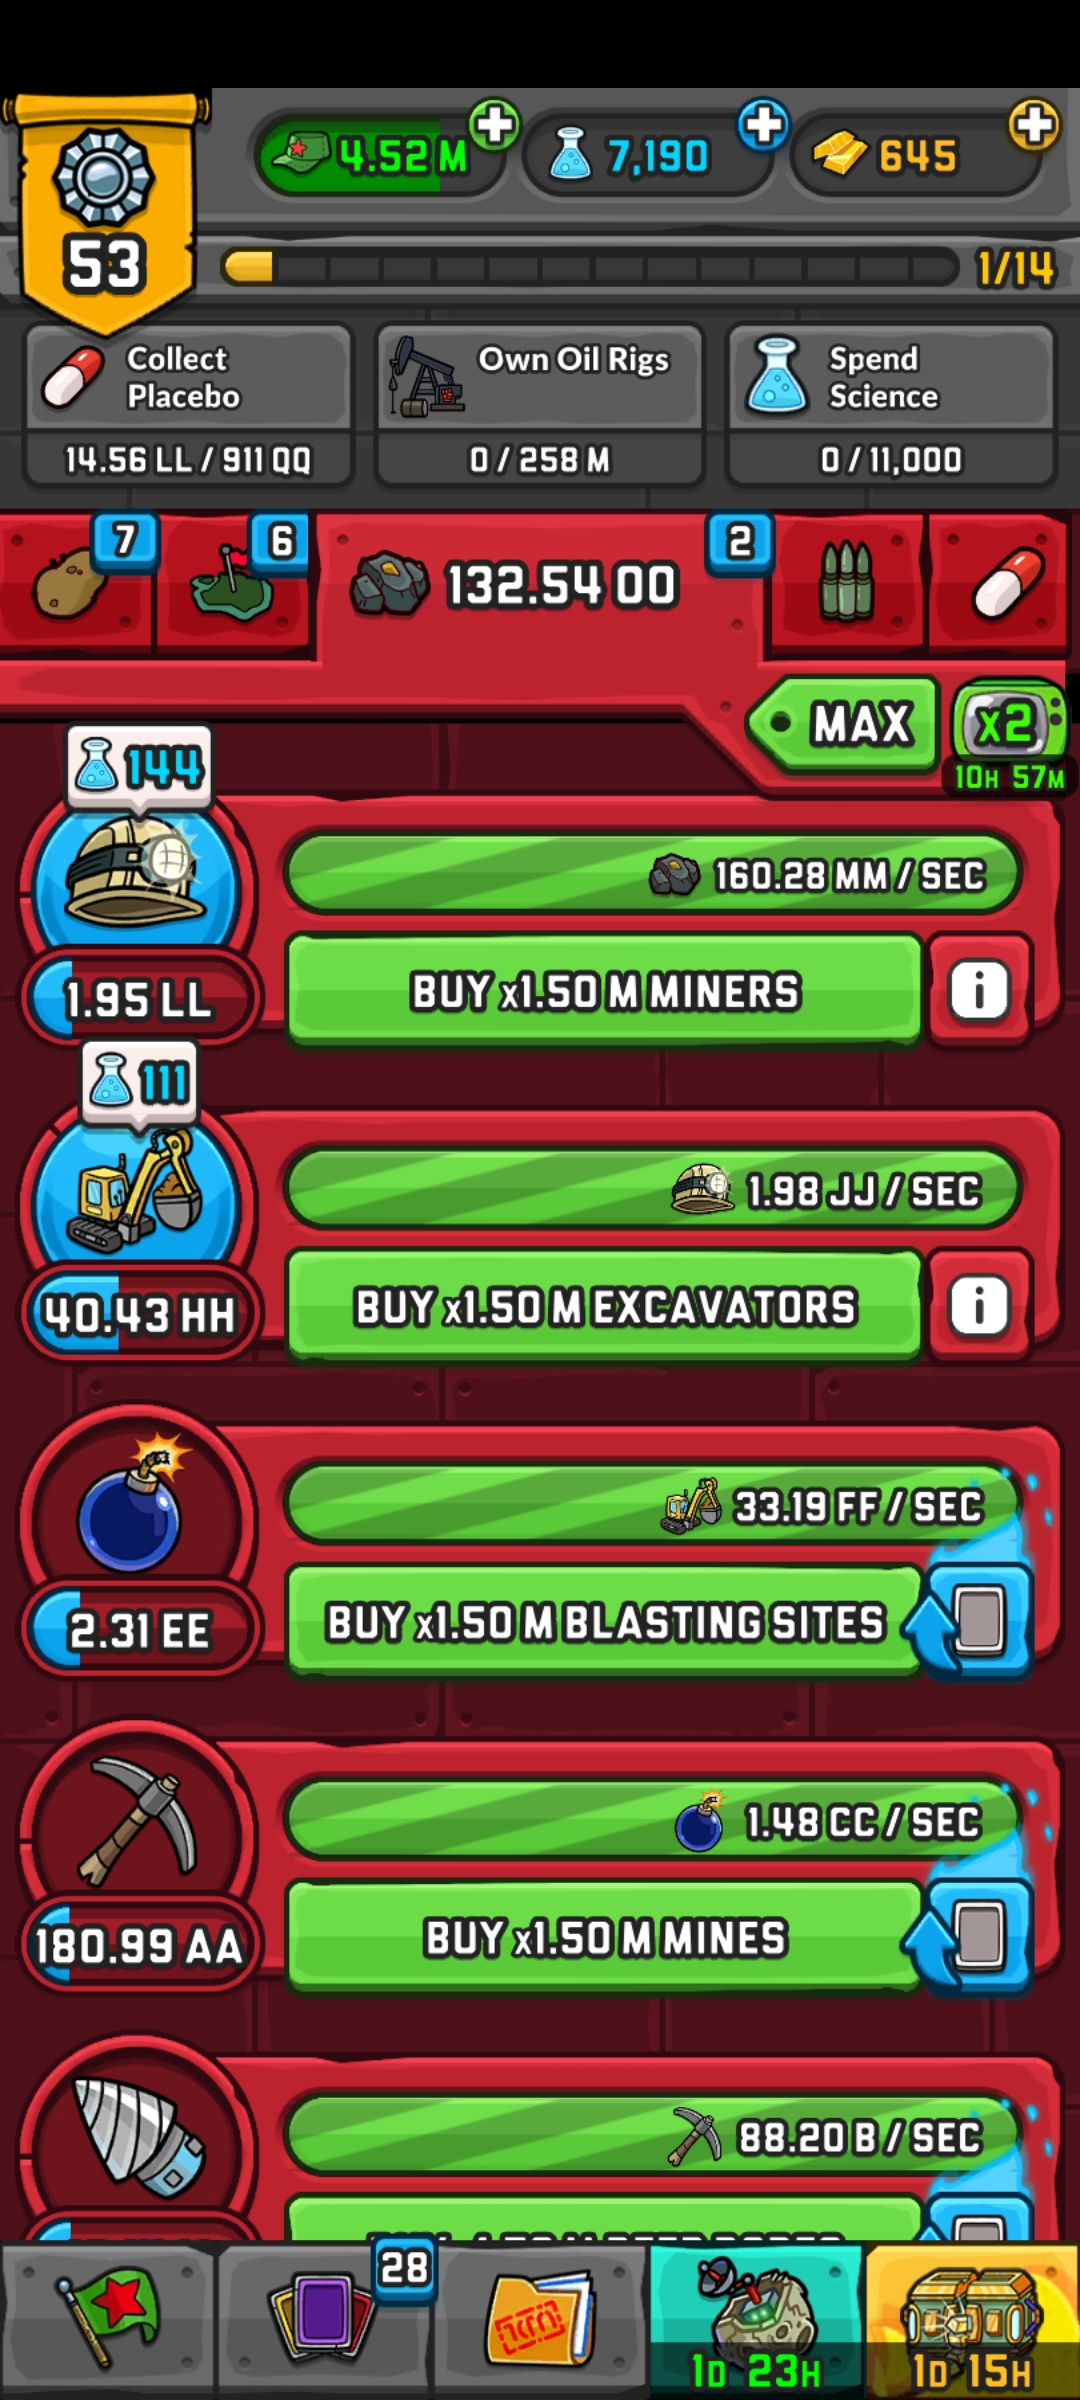 4.52 M
7,190
645
53
1/14
Collect
Placebo
14.56 LL / 911 QQ
Own Oil Rigs
0 / 258 M
Spend
Science
0 / 11,000
7
6
132.54 OO
2
MAX
x2
10H 57M
144
160.28 MM / SEC
1.95 LL
BUY x1.50 M MINERS
i
111
1.98 JJ / SEC
40.43 HH
BUY x1.50 M EXCAVATORS
i
33.19 FF / SEC
2.31 EE
BUY x1.50 M BLASTING SITES
1.48 CC / SEC
180.99 AA
BUY x1.50 M MINES
88.20 B / SEC
28
1D 23H
1D 15H